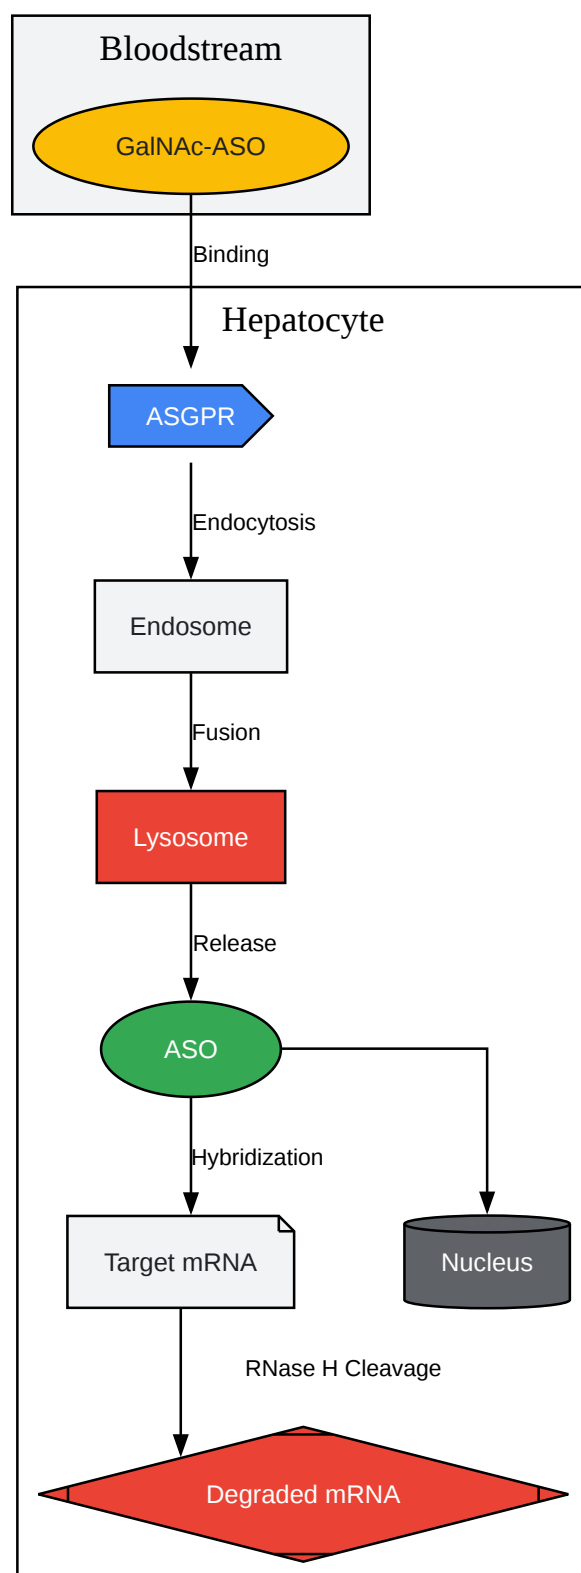 Bloodstream
GalNAc-ASO
Binding
Hepatocyte
ASGPR
Endocytosis
Endosome
Fusion
Lysosome
Release
ASO
Hybridization
Target mRNA
Nucleus
RNase H Cleavage
Degraded mRNA